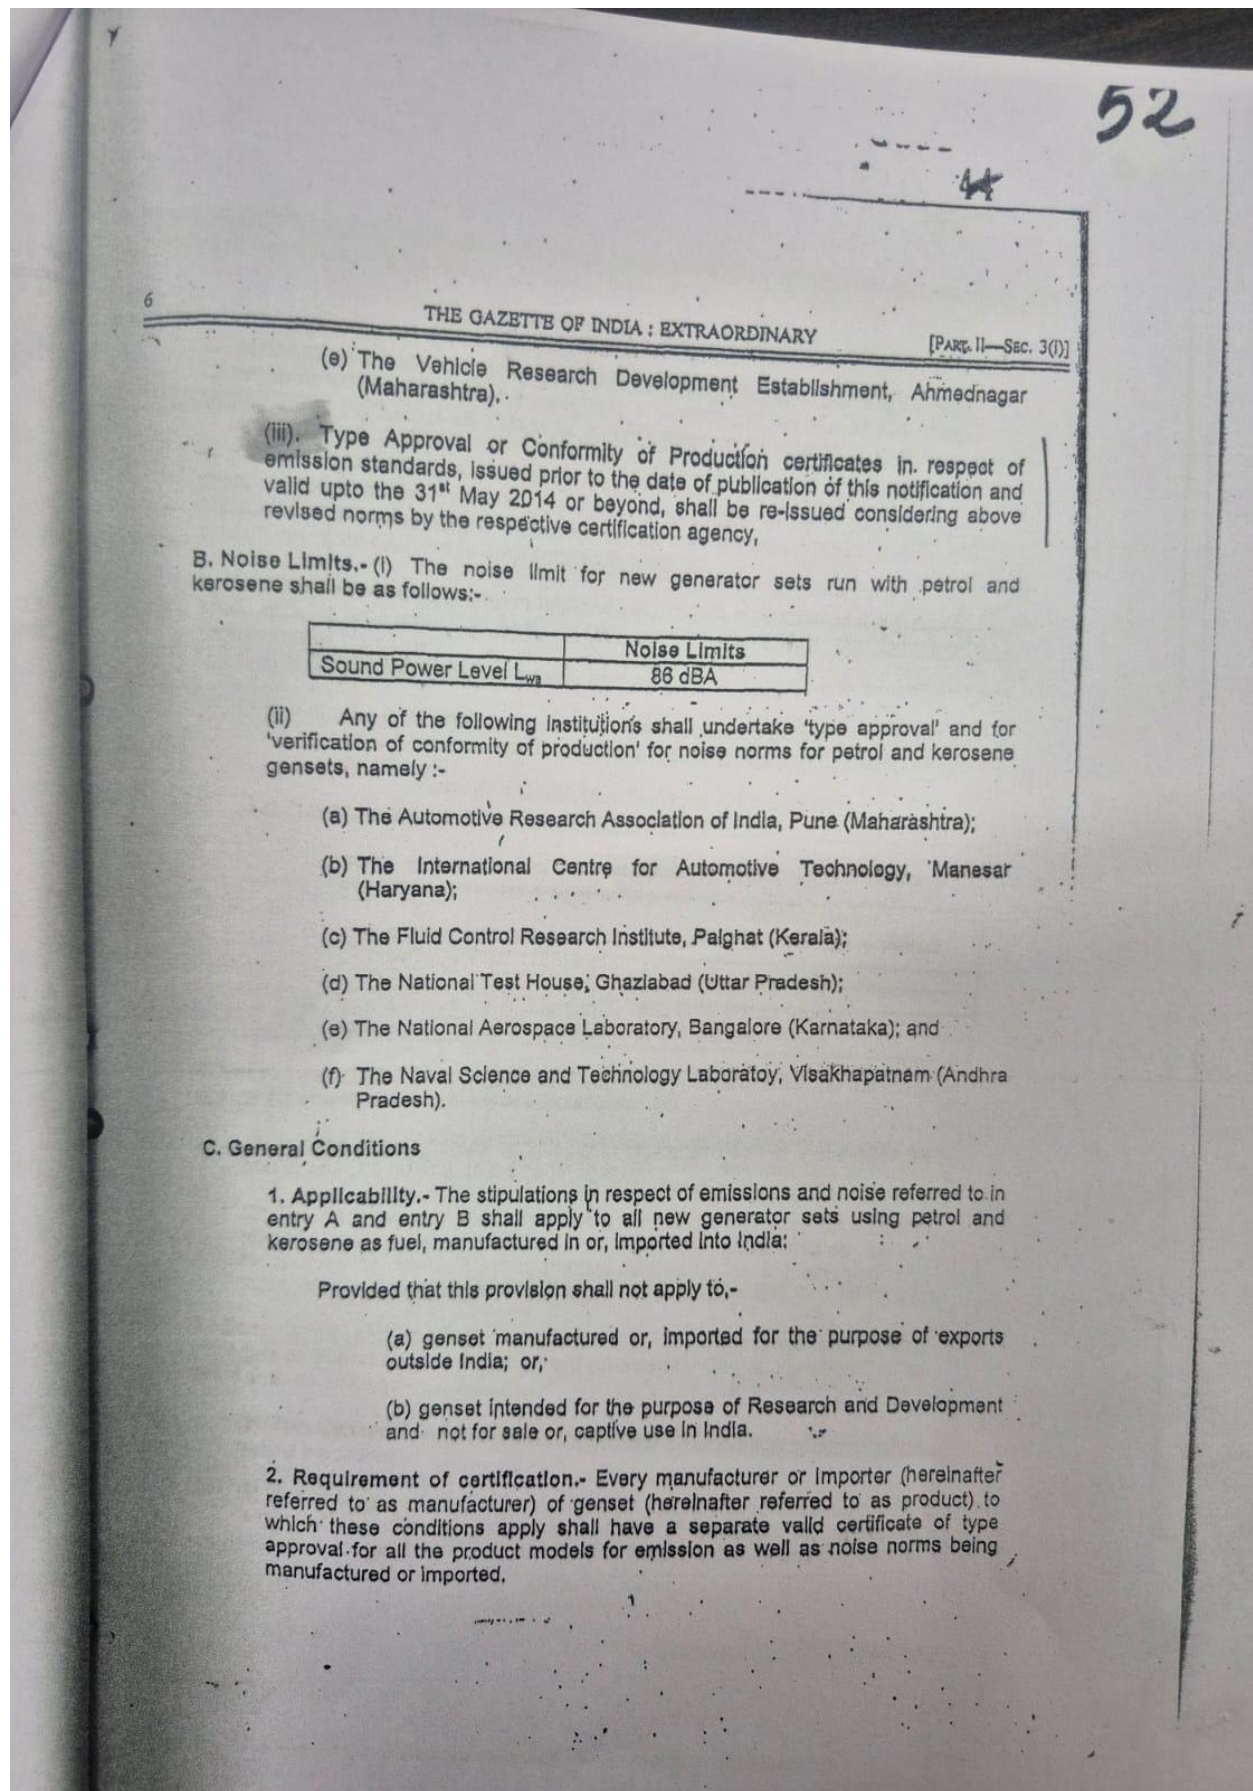 52
44
6
THE GAZETTE OF INDIA : EXTRAORDINARY
[PART II—SEC. 3(i)]
(e) The Vehicle Research Development Establishment, Ahmednagar
(Maharashtra),
(iii). Type Approval or Conformity of Production certificates in respect of
emission standards, issued prior to the date of publication of this notification and
valid upto the 31st May 2014 or beyond, shall be re-issued considering above
revised norms by the respective certification agency,
B. Noise Limits.- (i) The noise limit for new generator sets run with petrol and
kerosene shall be as follows:-
Noise Limits
Sound Power Level Lwa 86 dBA
(ii) Any of the following institutions shall undertake 'type approval' and for
'verification of conformity of production' for noise norms for petrol and kerosene
gensets, namely :-
(a) The Automotive Research Association of India, Pune (Maharashtra);
(b) The International Centre for Automotive Technology, Manesar
(Haryana);
(c) The Fluid Control Research Institute, Palghat (Kerala);
(d) The National Test House, Ghaziabad (Uttar Pradesh);
(e) The National Aerospace Laboratory, Bangalore (Karnataka); and
(f) The Naval Science and Technology Laboratoy, Visakhapatnam (Andhra
Pradesh).
C. General Conditions
1. Applicability.- The stipulations in respect of emissions and noise referred to in
entry A and entry B shall apply to all new generator sets using petrol and
kerosene as fuel, manufactured in or, imported into India:
Provided that this provision shall not apply to,-
(a) genset manufactured or, imported for the purpose of exports
outside India; or,
(b) genset intended for the purpose of Research and Development
and not for sale or, captive use in India.
2. Requirement of certification.- Every manufacturer or importer (hereinafter
referred to as manufacturer) of genset (hereinafter referred to as product) to
which these conditions apply shall have a separate valid certificate of type
approval for all the product models for emission as well as noise norms being
manufactured or imported.